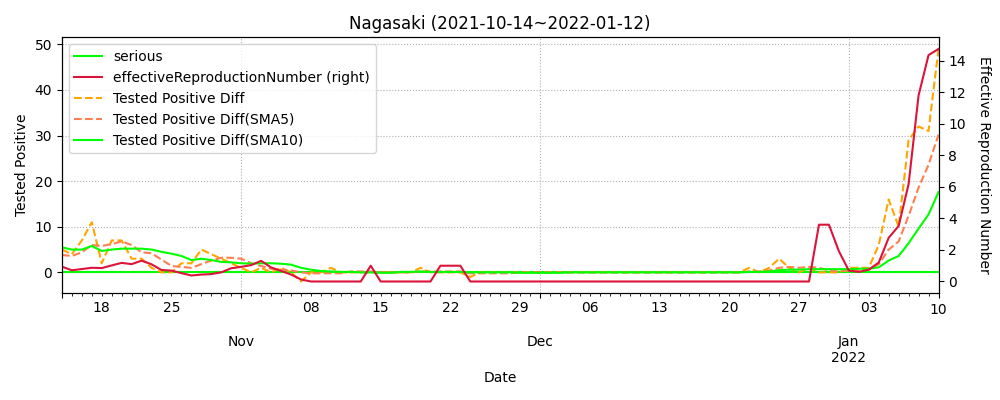 Nagasaki (2021-10-14~2022-01-12)
serious
effectiveReproductionNumber (right)
Tested Positive Diff
Tested Positive Diff(SMA5)
Tested Positive Diff(SMA10)
Tested Positive
50
40
30
20
10
0
14
12
10
8
6
4
2
0
Effective Reproduction Number
18 25 08 15 22 29 06 13 20 27 03 10
Nov Dec Jan
2022
Date